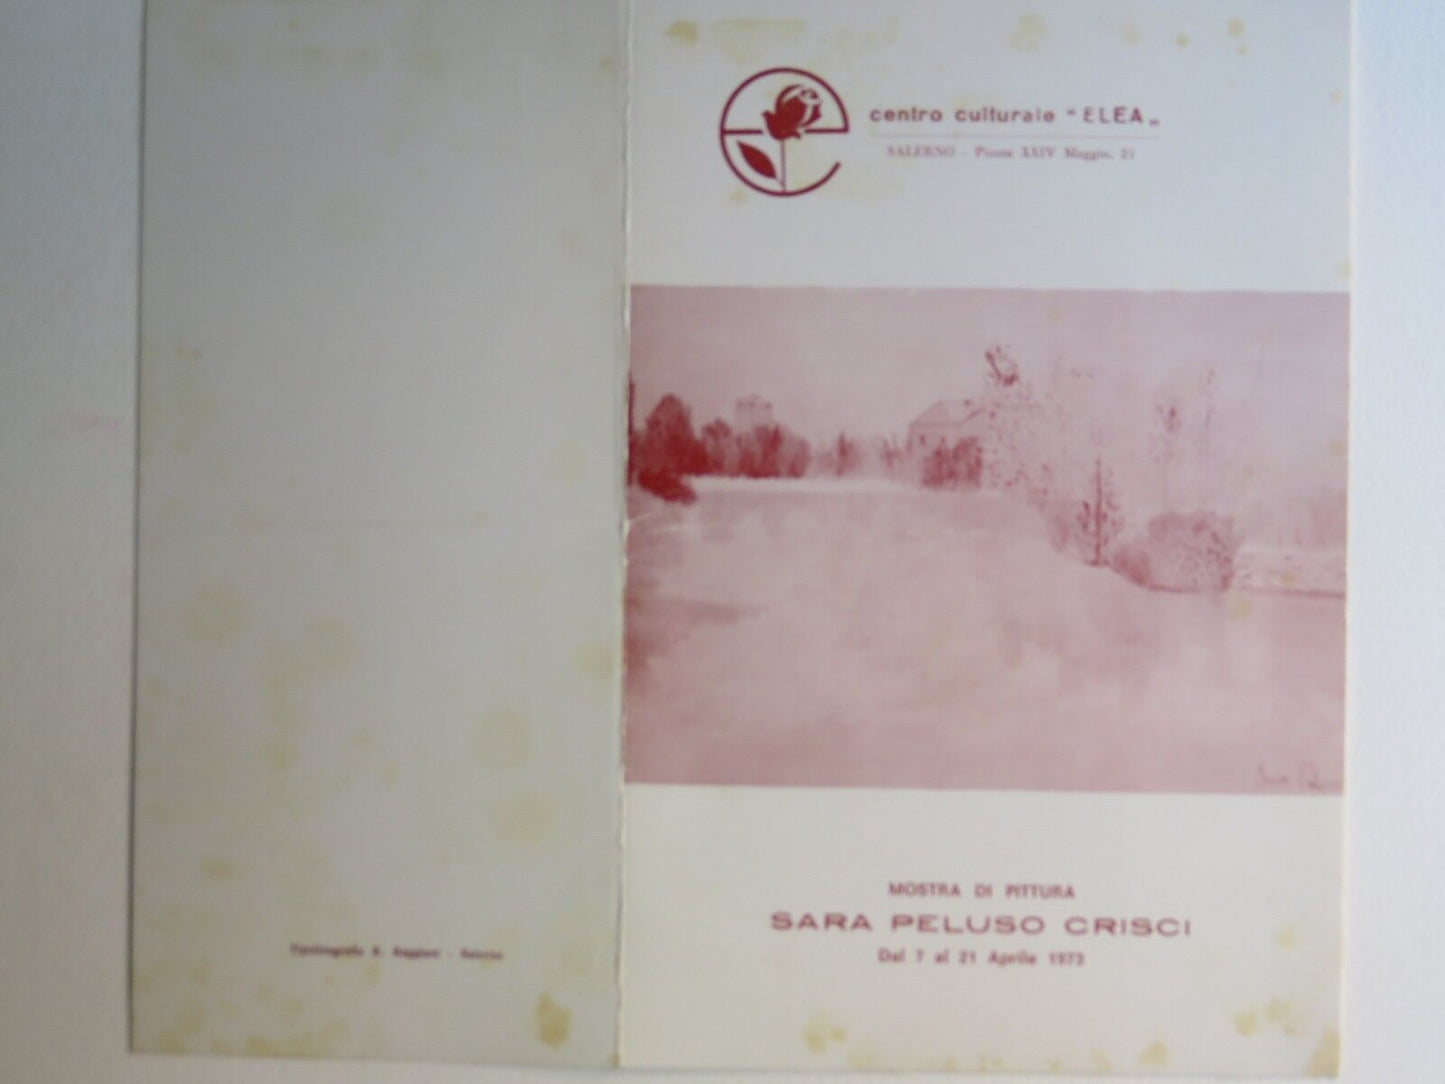 centro culturale " ELEA „
SALERNO - Piazza XXIV Maggio, 21
MOSTRA DI PITTURA
SARA PELUSO CRISCI
Dal 7 al 21 Aprile 1973
A. - Salerno